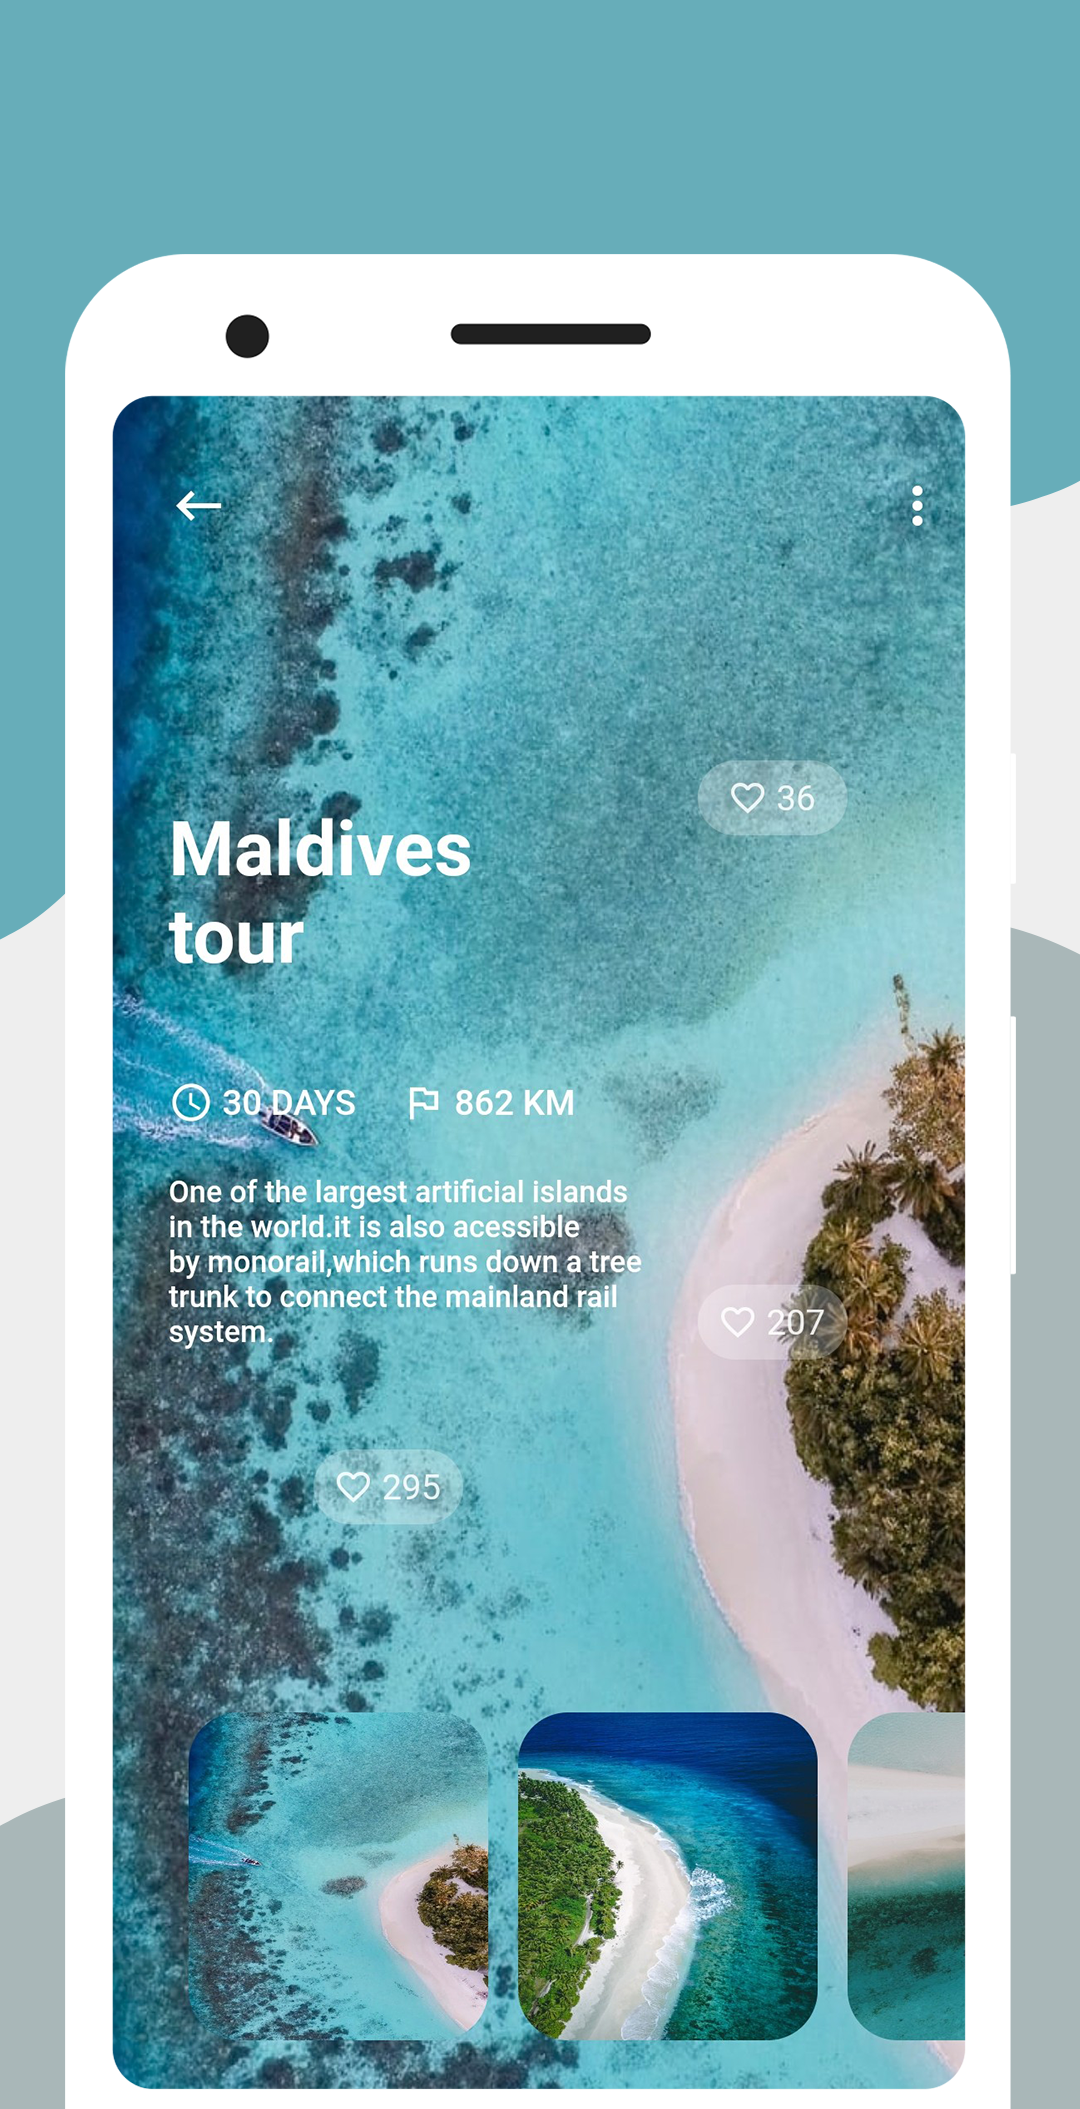 36
Maldives
tour
30 DAYS 862 KM
One of the largest artificial islands
in the world.it is also acessible
by monorail,which runs down a tree
trunk to connect the mainland rail
system.
207
295